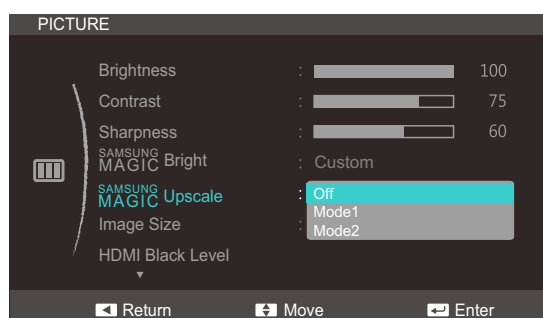 PICTURE
Brightness : 100
Contrast : 75
Sharpness : 60
SAMSUNG MAGIC Bright : Custom
SAMSUNG MAGIC Upscale : Off
Mode1
Image Size : Mode2
HDMI Black Level
Return Move Enter